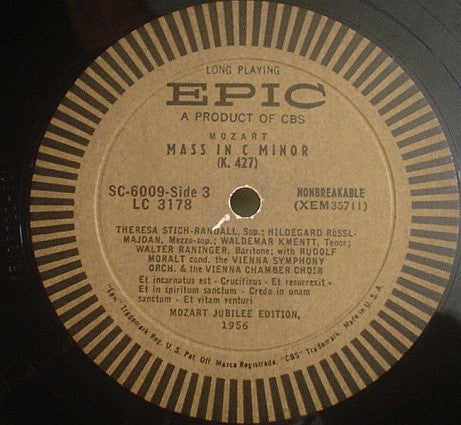 LONG PLAYING
EPIC
A PRODUCT OF CBS
MOZART
MASS IN C MINOR
(K. 427)
SC-6009-Side 3 NONBREAKABLE
LC 3178 (XEM35711)
THERESA STICH-RANDALL, Sop.; HILDEGARD RÖSSL-
MAJDAN, Mezzo-sop.; WALDEMAR KMENTT, Tenor;
WALTER RANINGER, Baritone; with RUDOLF
MORALT cond. the VIENNA SYMPHONY
ORCH. & the VIENNA CHAMBER CHOIR
Et incarnatus est - Crucifixus - Et resurrexit -
Et in spiritum sanctum - Credo in unam
sanctum - Et vitam venturi
MOZART JUBILEE EDITION,
1956
"Epic" Trademark Reg. U. S. Pat. Off. Marca Registrada. "CBS" Trademark. Made in U. S. A.